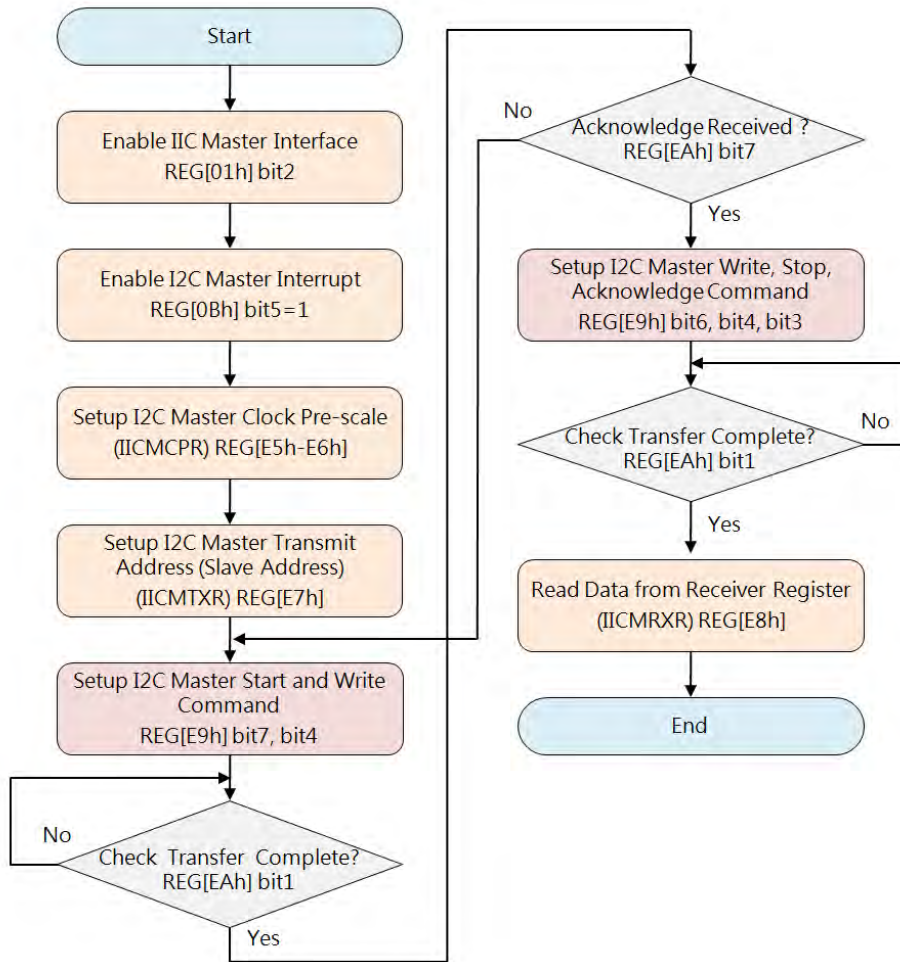 Start
Enable IIC Master Interface
REG[01h] bit2
Enable I2C Master Interrupt
REG[0Bh] bit5=1
Setup I2C Master Clock Pre-scale
(IICMCPR) REG[E5h-E6h]
Setup I2C Master Transmit
Address (Slave Address)
(IICMTXR) REG[E7h]
Setup I2C Master Start and Write
Command
REG[E9h] bit7, bit4
No
Check Transfer Complete?
REG[EAh] bit1
Yes
No
Acknowledge Received ?
REG[EAh] bit7
Yes
Setup I2C Master Write, Stop,
Acknowledge Command
REG[E9h] bit6, bit4, bit3
No
Check Transfer Complete?
REG[EAh] bit1
Yes
Read Data from Receiver Register
(IICMRXR) REG[E8h]
End